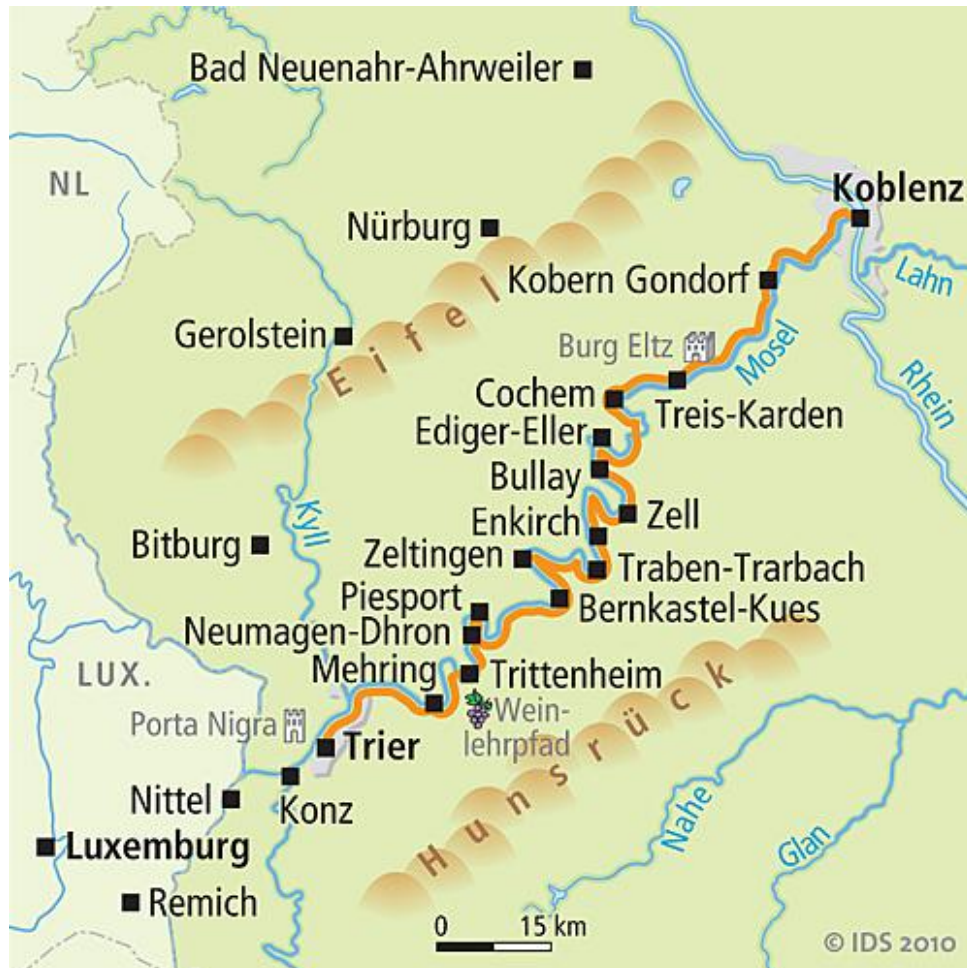 Bad Neuenahr-Ahrweiler
NL
Koblenz
Nürburg
Lahn
Kobern Gondorf
Gerolstein
Eifel
Burg Eltz
Mosel
Rhein
Cochem
Treis-Karden
Ediger-Eller
Bullay
Kyll
Enkirch
Zell
Bitburg
Zeltingen
Traben-Trarbach
Piesport
Bernkastel-Kues
Neumagen-Dhron
Mehring
Trittenheim
LUX.
Hunsrück
Porta Nigra
Wein-
lehrpfad
Trier
Nittel
Konz
Nahe
Glan
Luxemburg
Remich
0 15 km
© IDS 2010